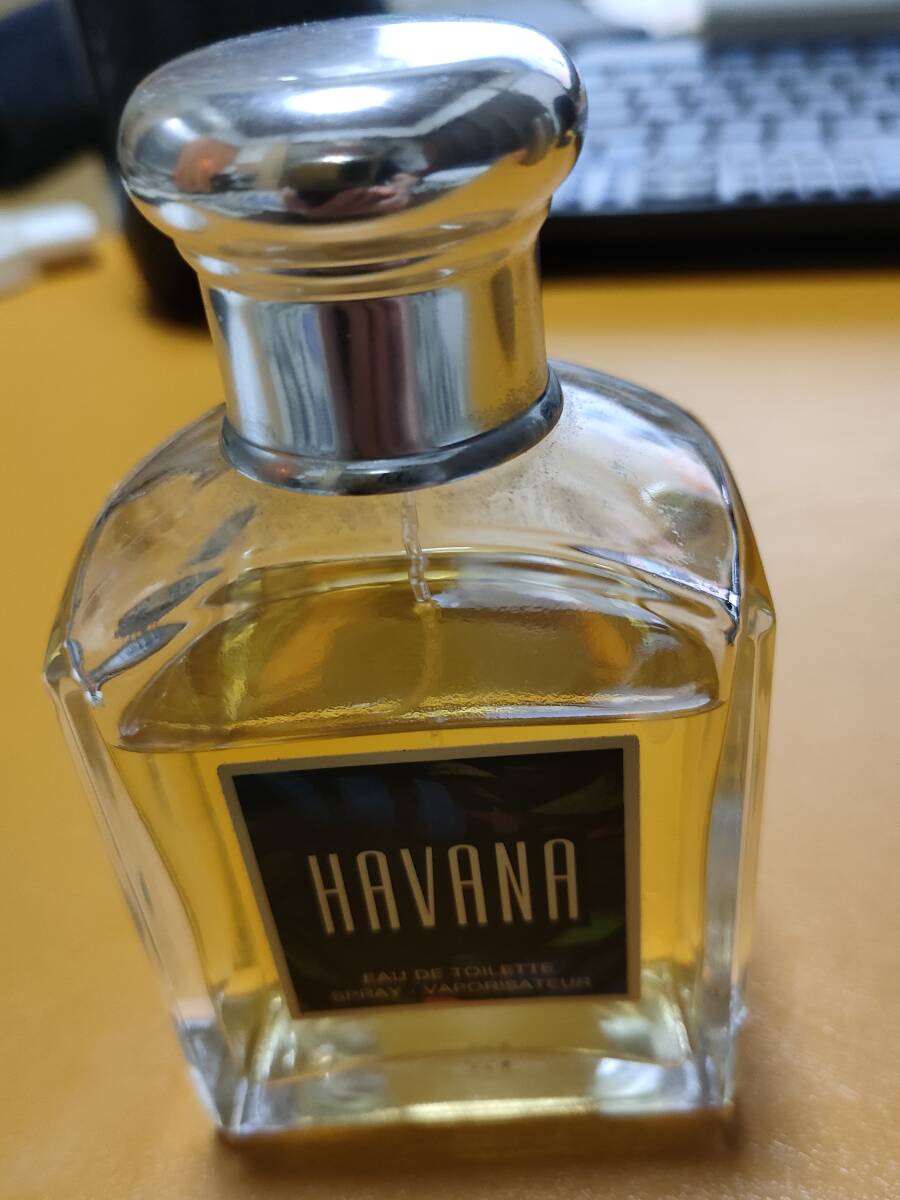 HAVANA
EAU DE TOILETTE
SPRAY · VAPORISATEUR